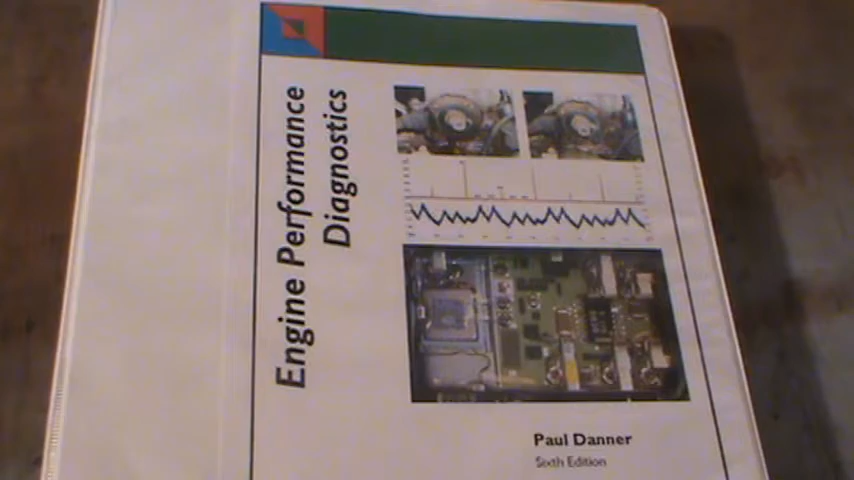 Engine Performance
Diagnostics
Paul Danner
Sixth Edition